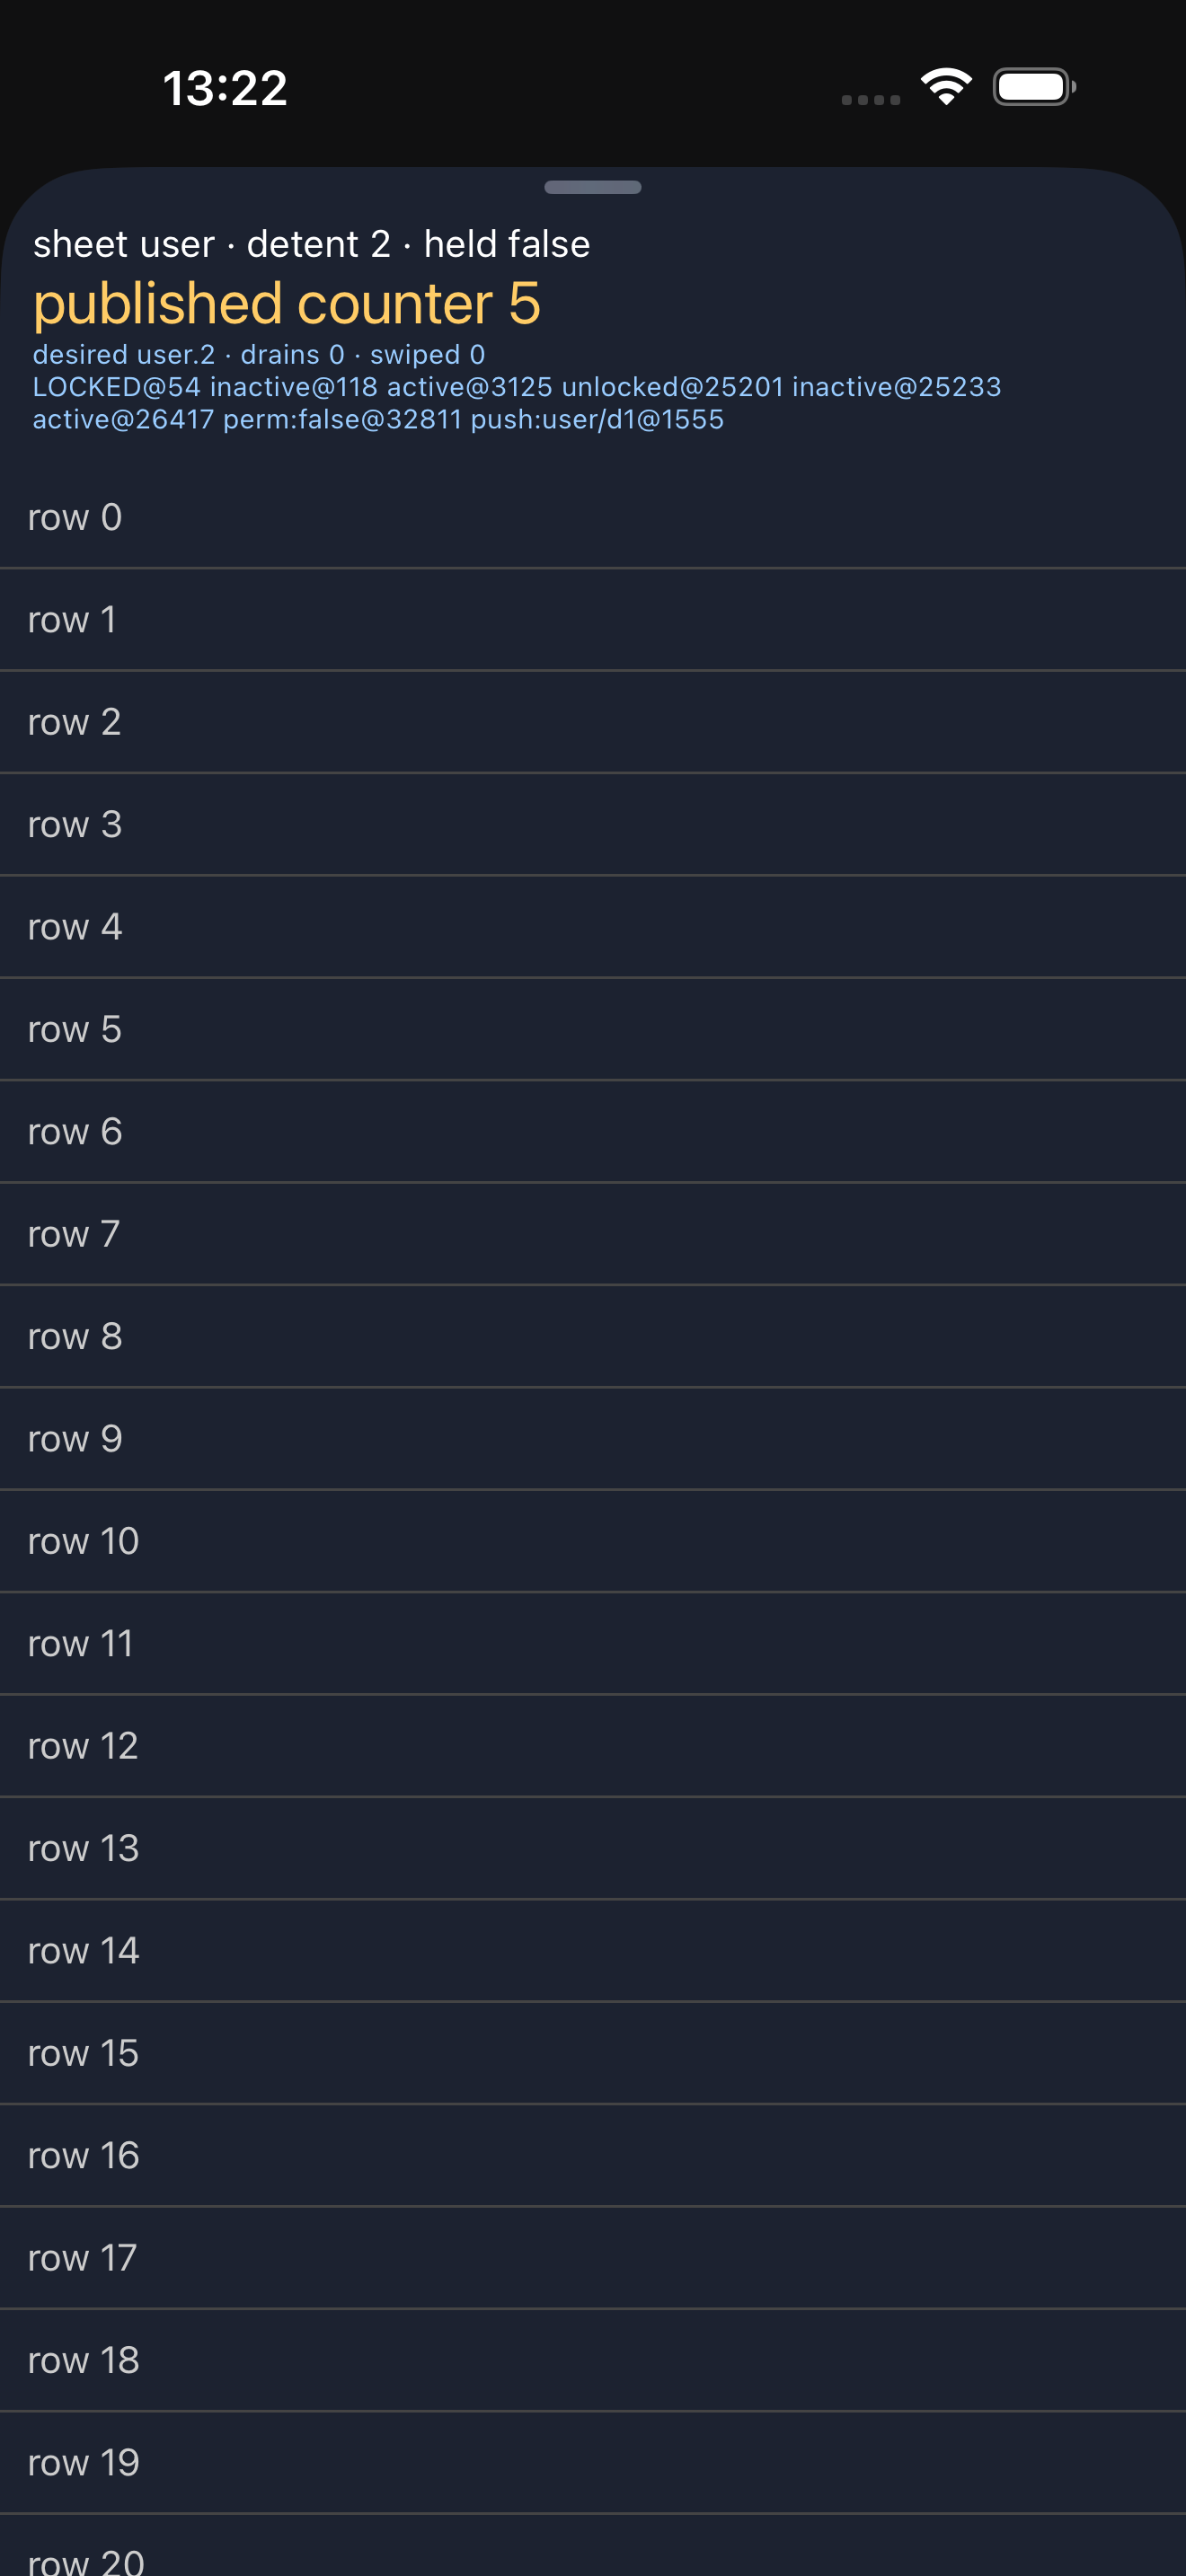 13:22
sheet user · detent 2 · held false
published counter 5
desired user.2 · drains 0 · swiped 0
LOCKED@54 inactive@118 active@3125 unlocked@25201 inactive@25233
active@26417 perm:false@32811 push:user/d1@1555
row 0
row 1
row 2
row 3
row 4
row 5
row 6
row 7
row 8
row 9
row 10
row 11
row 12
row 13
row 14
row 15
row 16
row 17
row 18
row 19
row 20